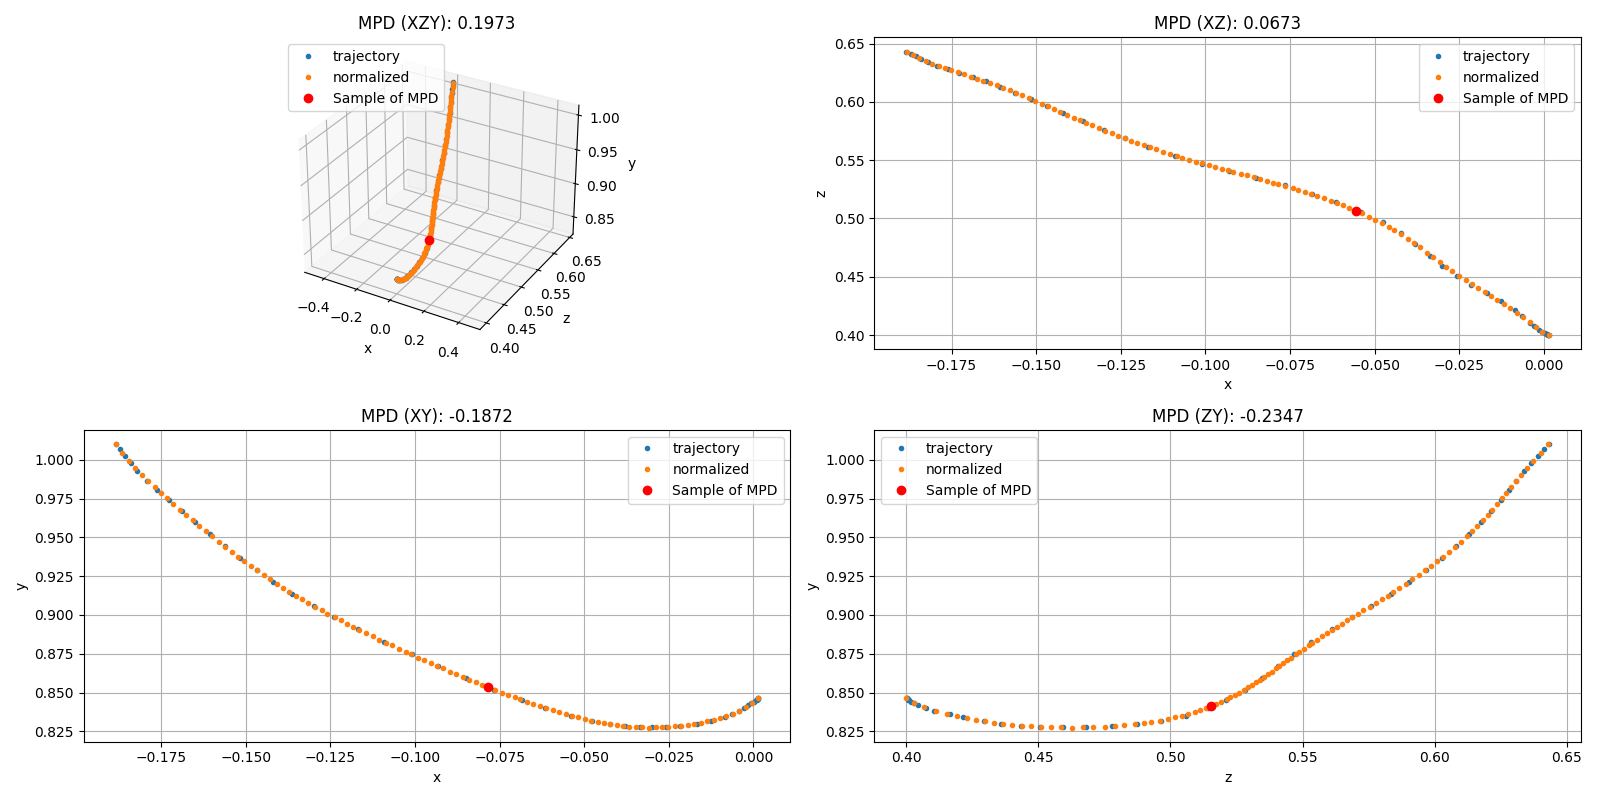 MPD (XZY): 0.1973
trajectory
normalized
Sample of MPD
1.00
0.95
0.90
0.85
y
−0.4
−0.2
0.0
0.2
0.4
x
0.40
0.45
0.50
0.55
0.60
0.65
z
MPD (XZ): 0.0673
trajectory
normalized
Sample of MPD
0.65
0.60
0.55
0.50
0.45
0.40
z
−0.175 −0.150 −0.125 −0.100 −0.075 −0.050 −0.025 0.000
x
MPD (XY): -0.1872
trajectory
normalized
Sample of MPD
1.000
0.975
0.950
0.925
0.900
0.875
0.850
0.825
y
−0.175 −0.150 −0.125 −0.100 −0.075 −0.050 −0.025 0.000
x
MPD (ZY): -0.2347
trajectory
normalized
Sample of MPD
1.000
0.975
0.950
0.925
0.900
0.875
0.850
0.825
y
0.40 0.45 0.50 0.55 0.60 0.65
z